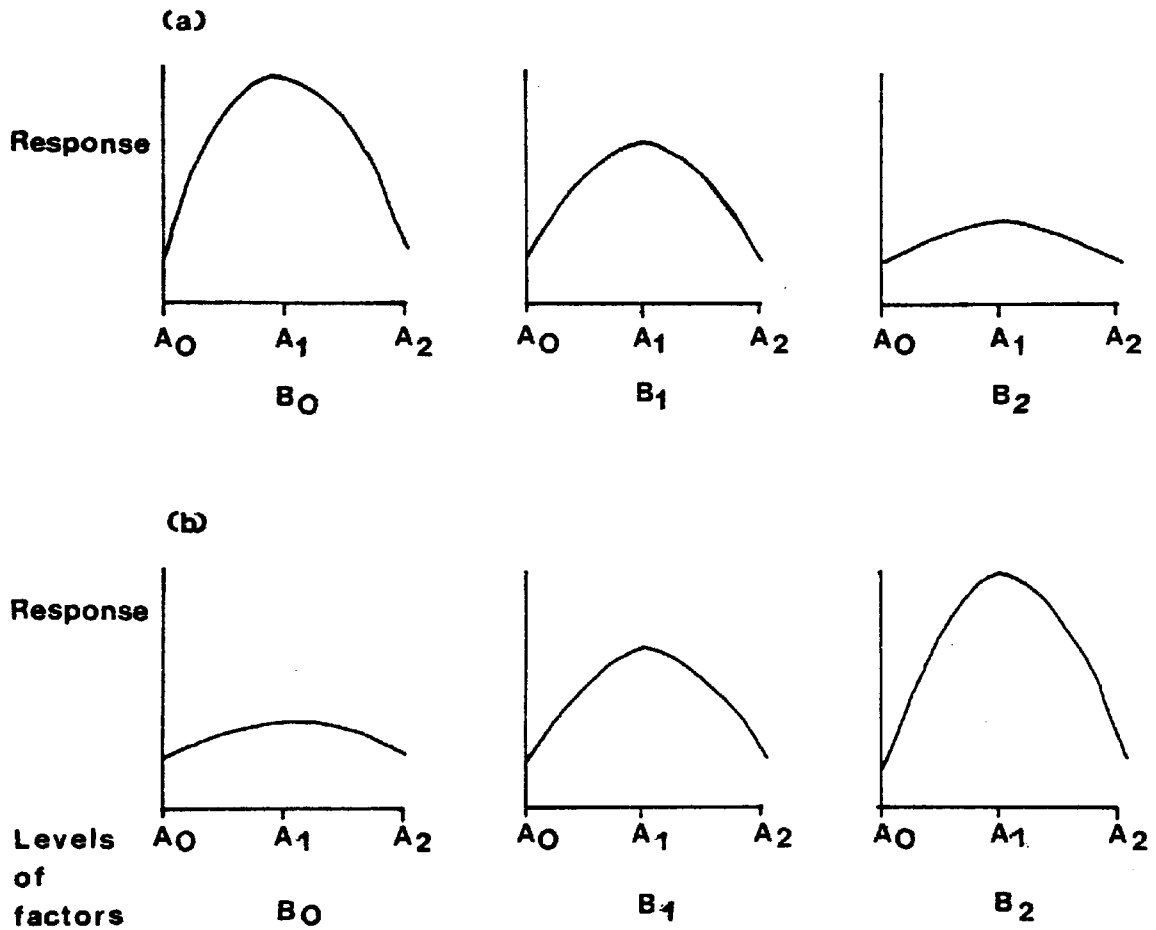 (a)
Response
A0 A1 A2 A0 A1 A2 A0 A1 A2
B0 B1 B2
(b)
Response
A0 A1 A2 A0 A1 A2 A0 A1 A2
Levels
of
factors
B0 B1 B2